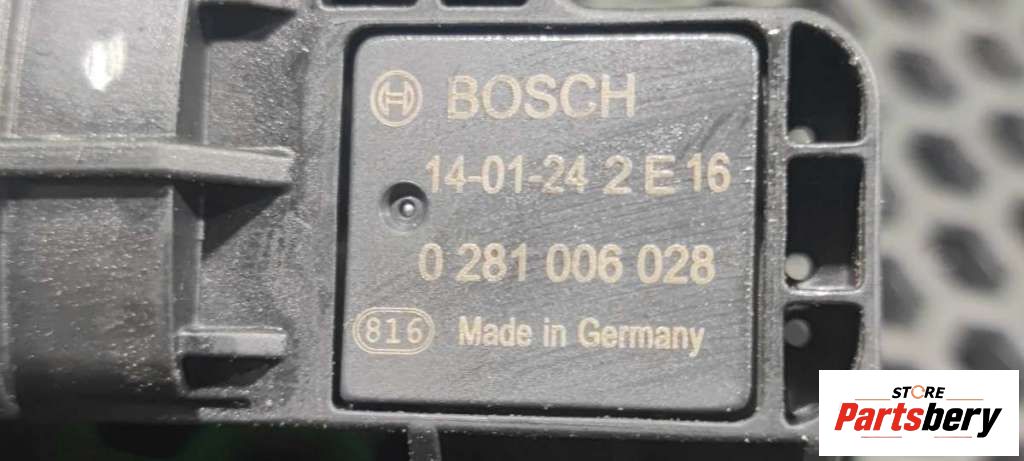 BOSCH
14-01-24 2 E 16
0 281 006 028
816 Made in Germany
STORE
Partsbery